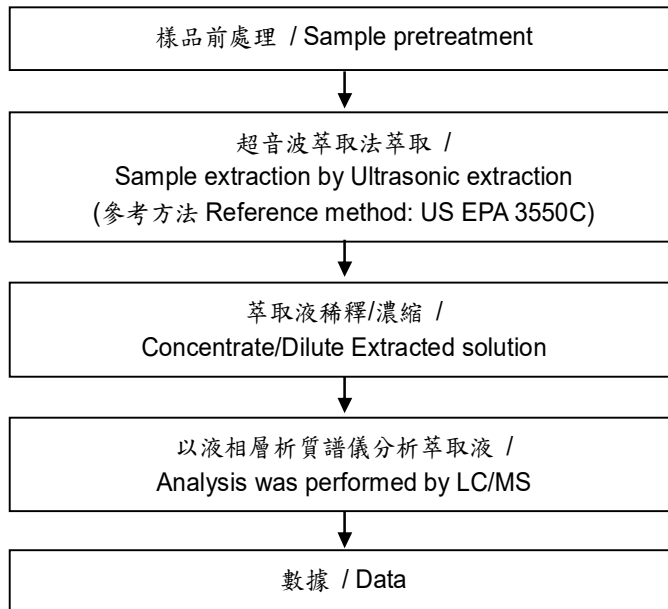 樣品前處理 / Sample pretreatment
超音波萃取法萃取 /
Sample extraction by Ultrasonic extraction
(參考方法 Reference method: US EPA 3550C)
萃取液稀釋/濃縮 /
Concentrate/Dilute Extracted solution
以液相層析質譜儀分析萃取液 /
Analysis was performed by LC/MS
數據 / Data